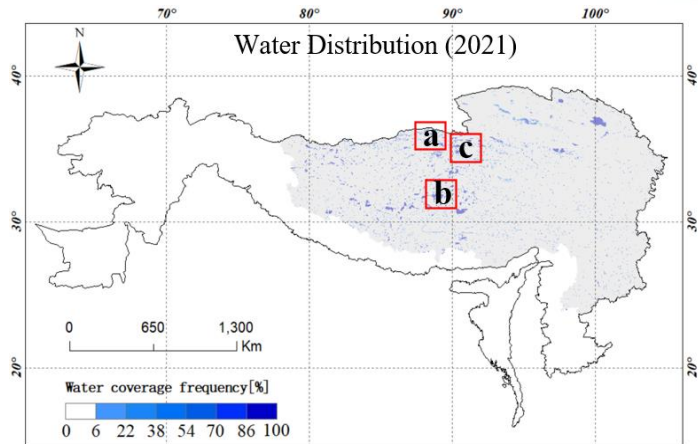 70° 80° 90° 100°
N
Water Distribution (2021)
40° 40°
a
c
b
30° 30°
0 650 1,300
Km
20° 20°
Water coverage frequency[%]
0 6 22 38 54 70 86 100